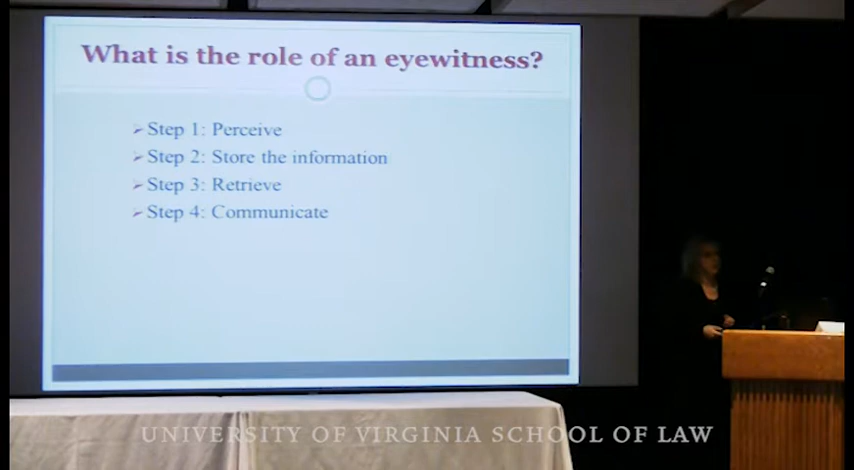 What is the role of an eyewitness?
Step 1: Perceive
Step 2: Store the information
Step 3: Retrieve
Step 4: Communicate
UNIVERSITY OF VIRGINIA SCHOOL OF LAW